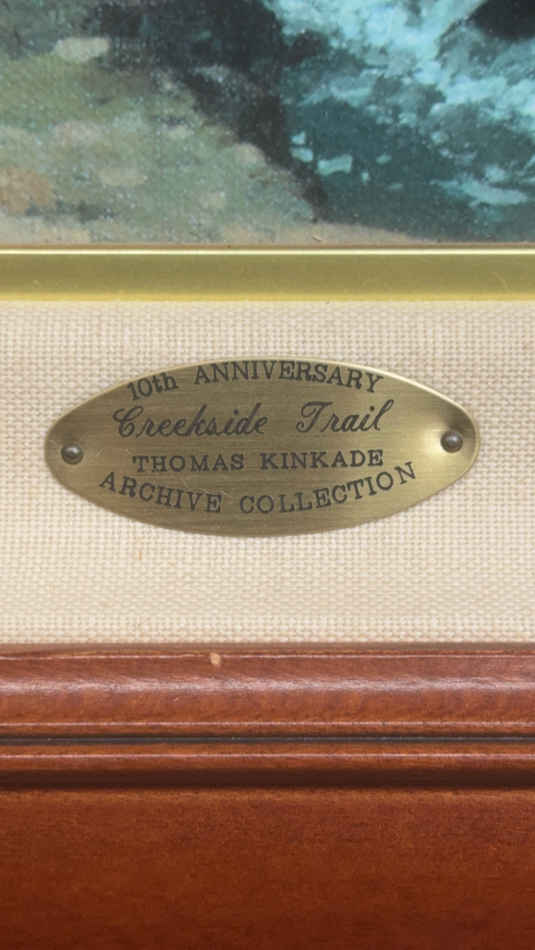 10th ANNIVERSARY
Creekside Trail
THOMAS KINKADE
ARCHIVE COLLECTION